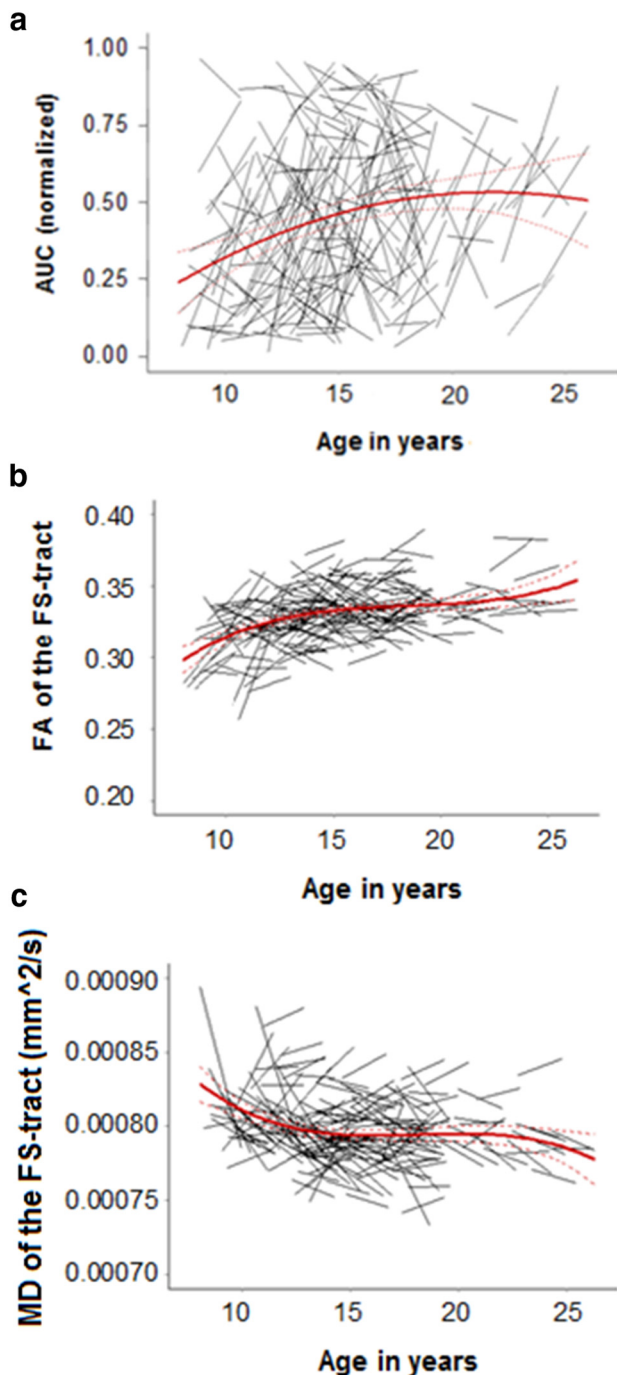 a
AUC (normalized)
1.00
0.75
0.50
0.25
0.00
10 15 20 25
Age in years
b
FA of the FS-tract
0.40
0.35
0.30
0.25
0.20
10 15 20 25
Age in years
c
MD of the FS-tract (mm^2/s)
0.00090
0.00085
0.00080
0.00075
0.00070
10 15 20 25
Age in years